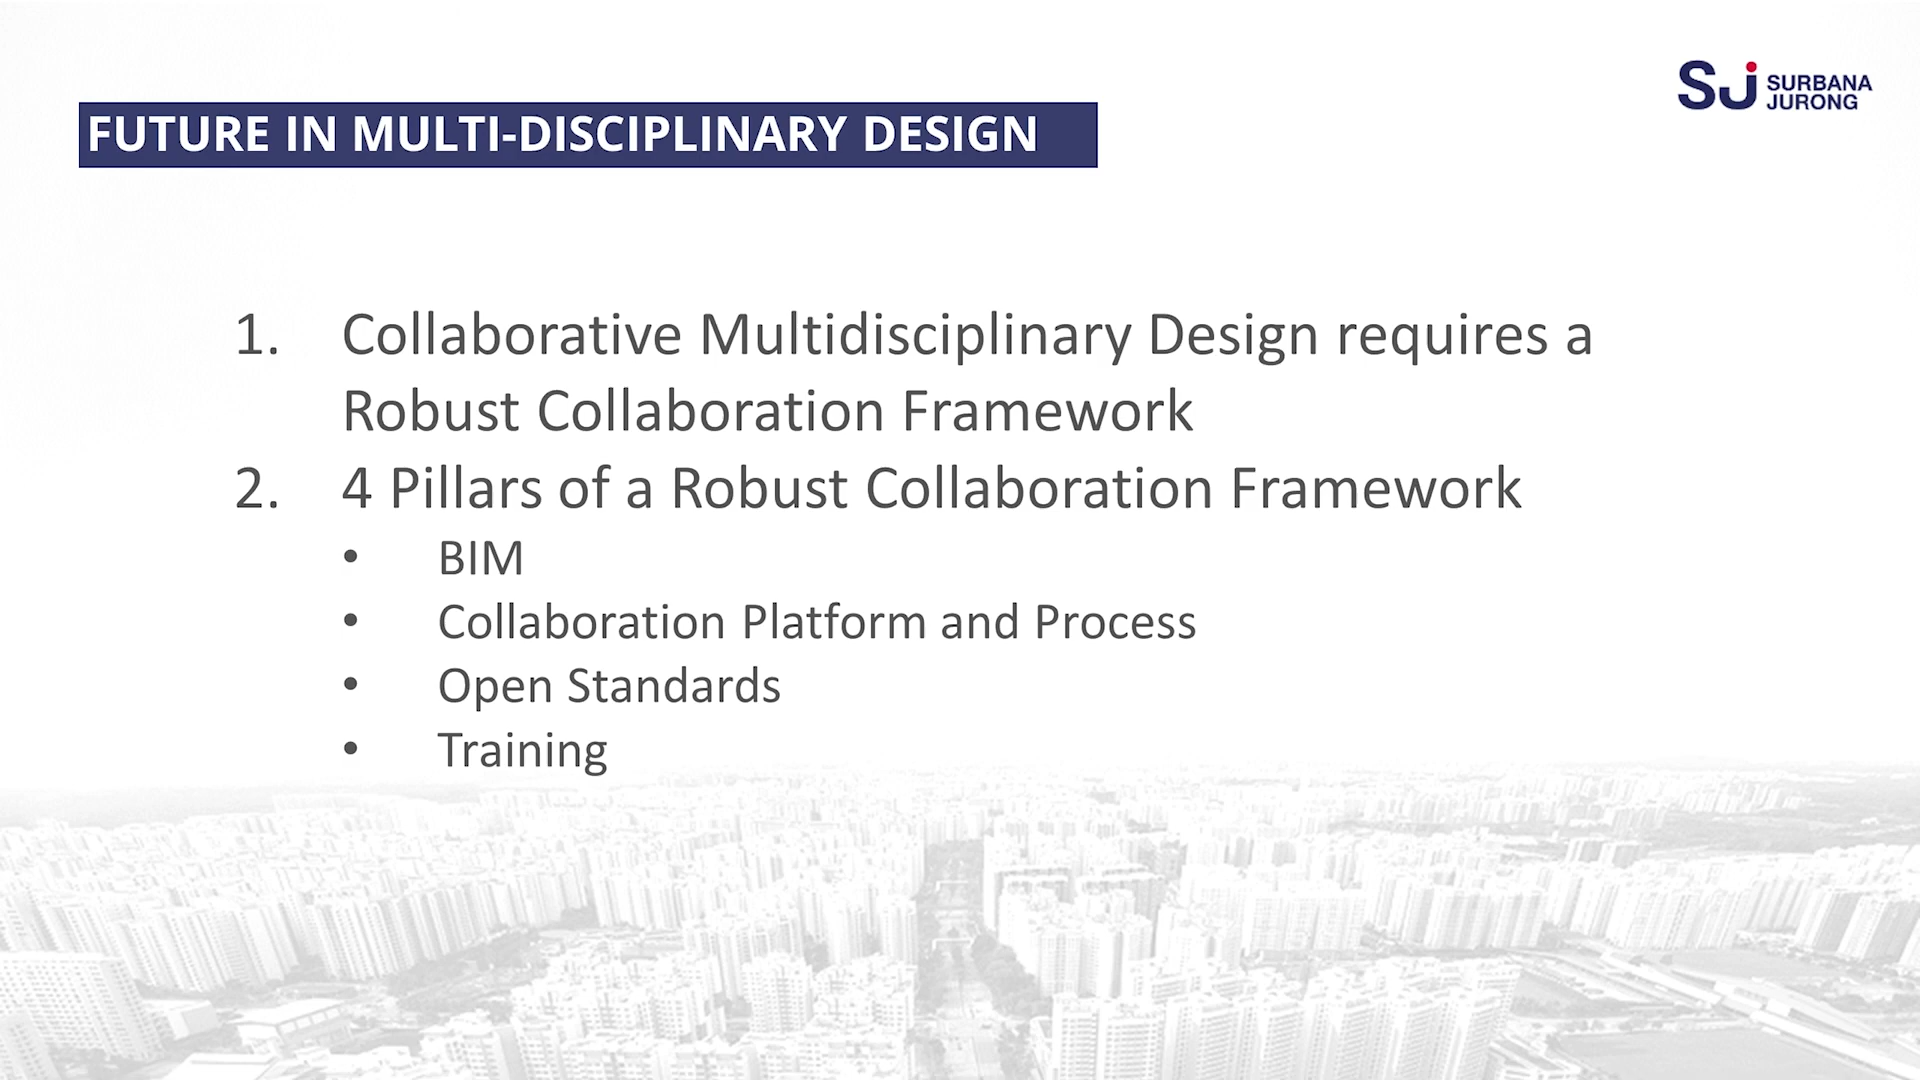 SJ SURBANA
JURONG
FUTURE IN MULTI-DISCIPLINARY DESIGN
1. Collaborative Multidisciplinary Design requires a
Robust Collaboration Framework
2. 4 Pillars of a Robust Collaboration Framework
• BIM
• Collaboration Platform and Process
• Open Standards
• Training